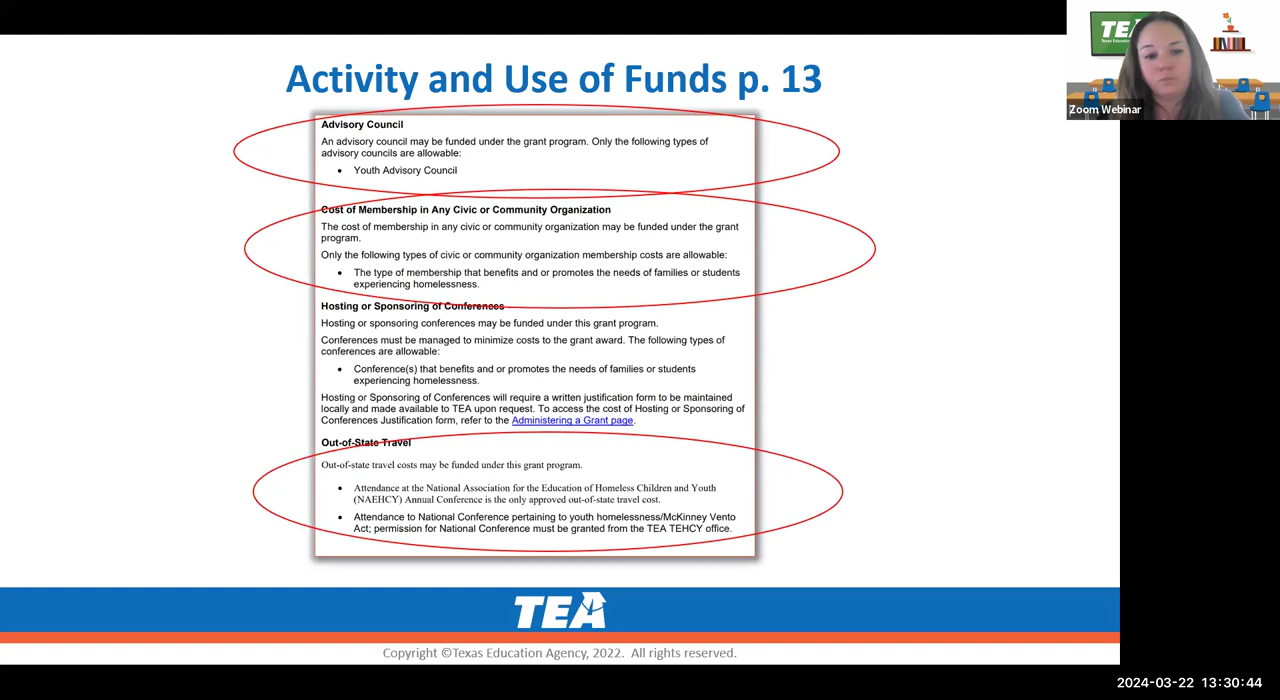 Activity and Use of Funds p. 13
TEA
Zoom Webinar
Advisory Council
An advisory council may be funded under the grant program. Only the following types of
advisory councils are allowable:
• Youth Advisory Council
Cost of Membership in Any Civic or Community Organization
The cost of membership in any civic or community organization may be funded under the grant
program.
Only the following types of civic or community organization membership costs are allowable:
• The type of membership that benefits and or promotes the needs of families or students
experiencing homelessness.
Hosting or Sponsoring of Conferences
Hosting or sponsoring conferences may be funded under this grant program.
Conferences must be managed to minimize costs to the grant award. The following types of
conferences are allowable:
• Conference(s) that benefits and or promotes the needs of families or students
experiencing homelessness.
Hosting or Sponsoring of Conferences will require a written justification form to be maintained
locally and made available to TEA upon request. To access the cost of Hosting or Sponsoring of
Conferences Justification form, refer to the Administering a Grant page.
Out-of-State Travel
Out-of-state travel costs may be funded under this grant program.
• Attendance at the National Association for the Education of Homeless Children and Youth
(NAEHCY) Annual Conference is the only approved out-of-state travel cost.
• Attendance to National Conference pertaining to youth homelessness/McKinney Vento
Act; permission for National Conference must be granted from the TEA TEHCY office.
TEA
Copyright ©Texas Education Agency, 2022. All rights reserved.
2024-03-22 13:30:44